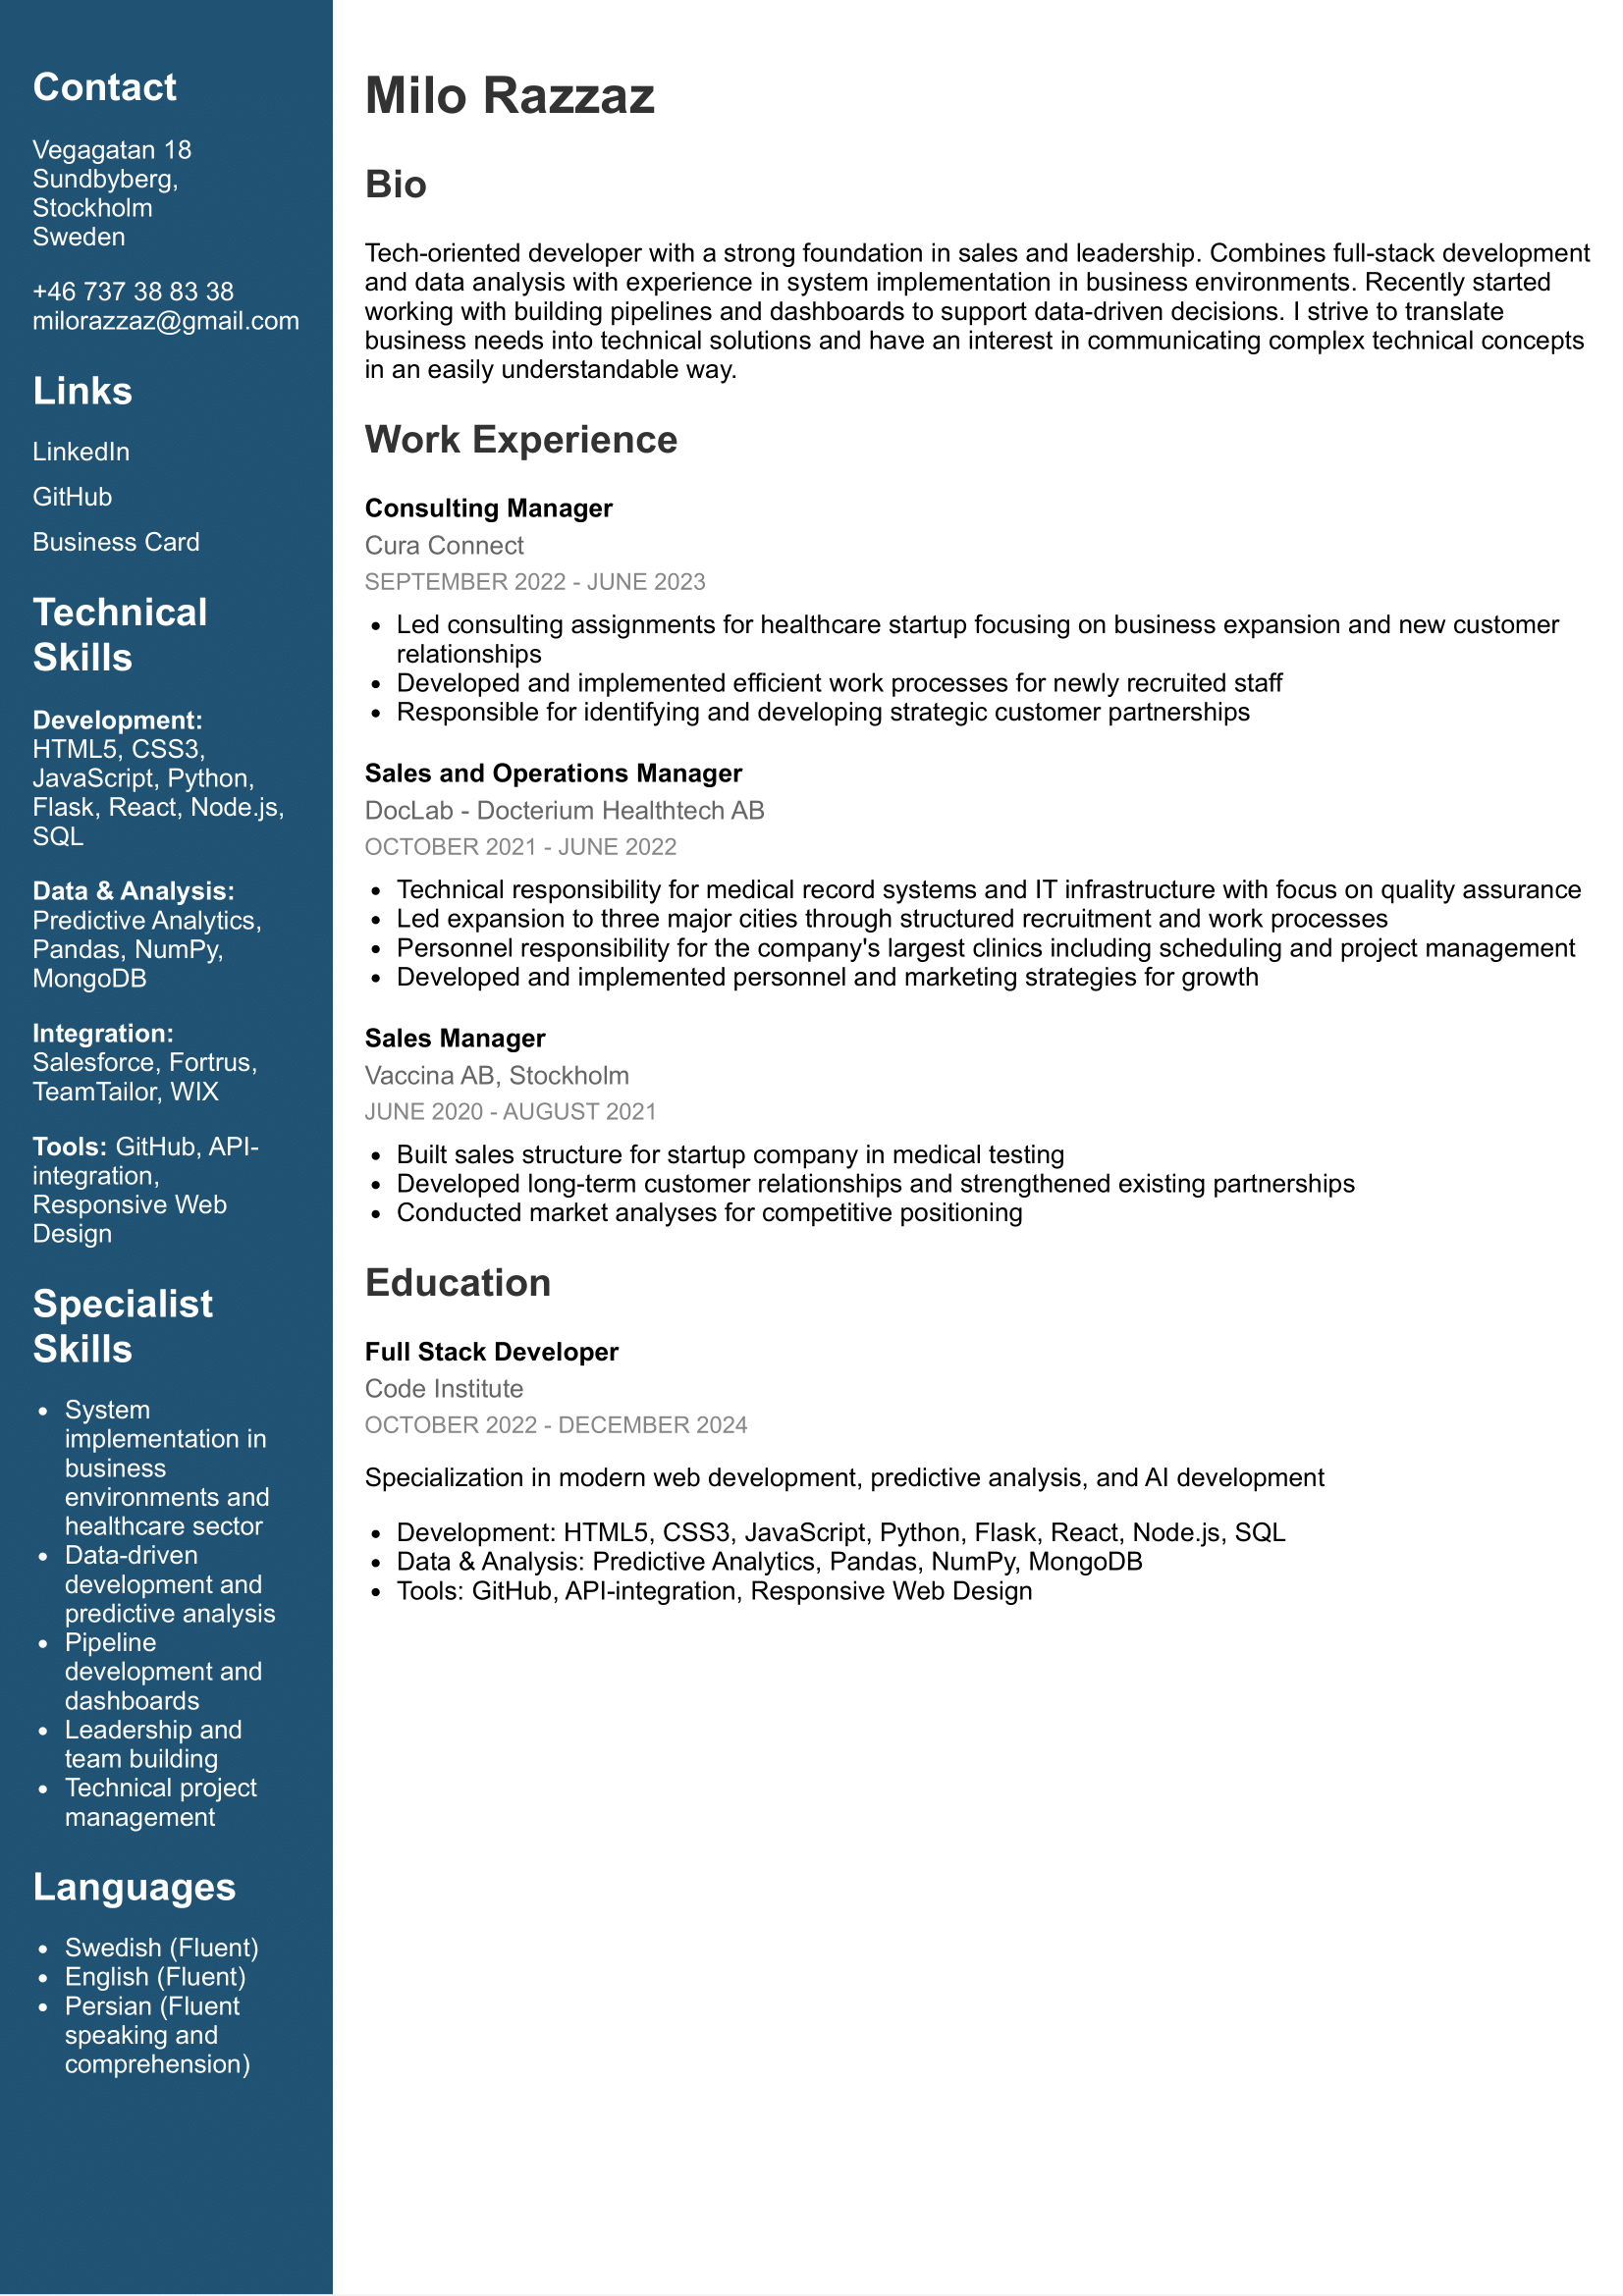 Contact
Vegagatan 18
Sundbyberg,
Stockholm
Sweden
+46 737 38 83 38
milorazzaz@gmail.com
Links
LinkedIn
GitHub
Business Card
Technical
Skills
Development:
HTML5, CSS3,
JavaScript, Python,
Flask, React, Node.js,
SQL
Data & Analysis:
Predictive Analytics,
Pandas, NumPy,
MongoDB
Integration:
Salesforce, Fortrus,
TeamTailor, WIX
Tools: GitHub, API-
integration,
Responsive Web
Design
Specialist
Skills
• System
implementation in
business
environments and
healthcare sector
• Data-driven
development and
predictive analysis
• Pipeline
development and
dashboards
• Leadership and
team building
• Technical project
management
Languages
• Swedish (Fluent)
• English (Fluent)
• Persian (Fluent
speaking and
comprehension)
Milo Razzaz
Bio
Tech-oriented developer with a strong foundation in sales and leadership. Combines full-stack development
and data analysis with experience in system implementation in business environments. Recently started
working with building pipelines and dashboards to support data-driven decisions. I strive to translate
business needs into technical solutions and have an interest in communicating complex technical concepts
in an easily understandable way.
Work Experience
Consulting Manager
Cura Connect
SEPTEMBER 2022 - JUNE 2023
• Led consulting assignments for healthcare startup focusing on business expansion and new customer
relationships
• Developed and implemented efficient work processes for newly recruited staff
• Responsible for identifying and developing strategic customer partnerships
Sales and Operations Manager
DocLab - Docterium Healthtech AB
OCTOBER 2021 - JUNE 2022
• Technical responsibility for medical record systems and IT infrastructure with focus on quality assurance
• Led expansion to three major cities through structured recruitment and work processes
• Personnel responsibility for the company's largest clinics including scheduling and project management
• Developed and implemented personnel and marketing strategies for growth
Sales Manager
Vaccina AB, Stockholm
JUNE 2020 - AUGUST 2021
• Built sales structure for startup company in medical testing
• Developed long-term customer relationships and strengthened existing partnerships
• Conducted market analyses for competitive positioning
Education
Full Stack Developer
Code Institute
OCTOBER 2022 - DECEMBER 2024
Specialization in modern web development, predictive analysis, and AI development
• Development: HTML5, CSS3, JavaScript, Python, Flask, React, Node.js, SQL
• Data & Analysis: Predictive Analytics, Pandas, NumPy, MongoDB
• Tools: GitHub, API-integration, Responsive Web Design